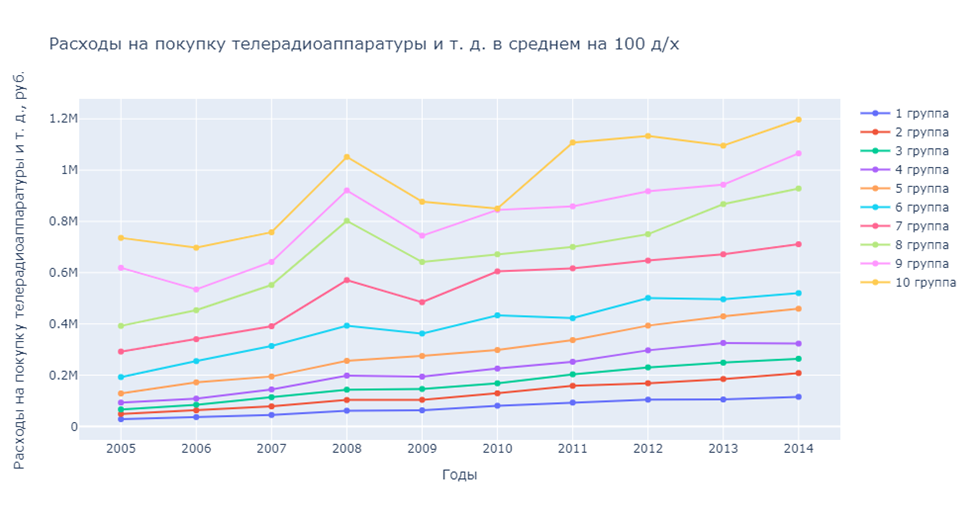 Расходы на покупку телерадиоаппаратуры и т. д. в среднем на 100 д/х
Расходы на покупку телерадиоаппаратуры и т. д., руб.
1.2M
1M
0.8M
0.6M
0.4M
0.2M
0
2005 2006 2007 2008 2009 2010 2011 2012 2013 2014
Годы
1 группа
2 группа
3 группа
4 группа
5 группа
6 группа
7 группа
8 группа
9 группа
10 группа